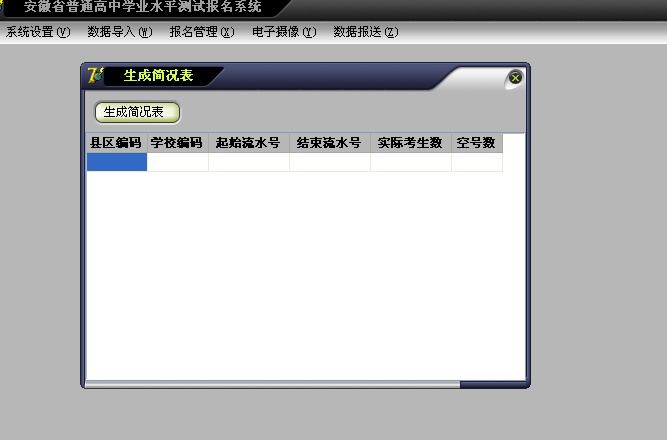 安徽省普通高中学业水平测试报名系统
系统设置(V) 数据导入(W) 报名管理(X) 电子摄像(Y) 数据报送(Z)
生成简况表
生成简况表
县区编码 学校编码 起始流水号 结束流水号 实际考生数 空号数